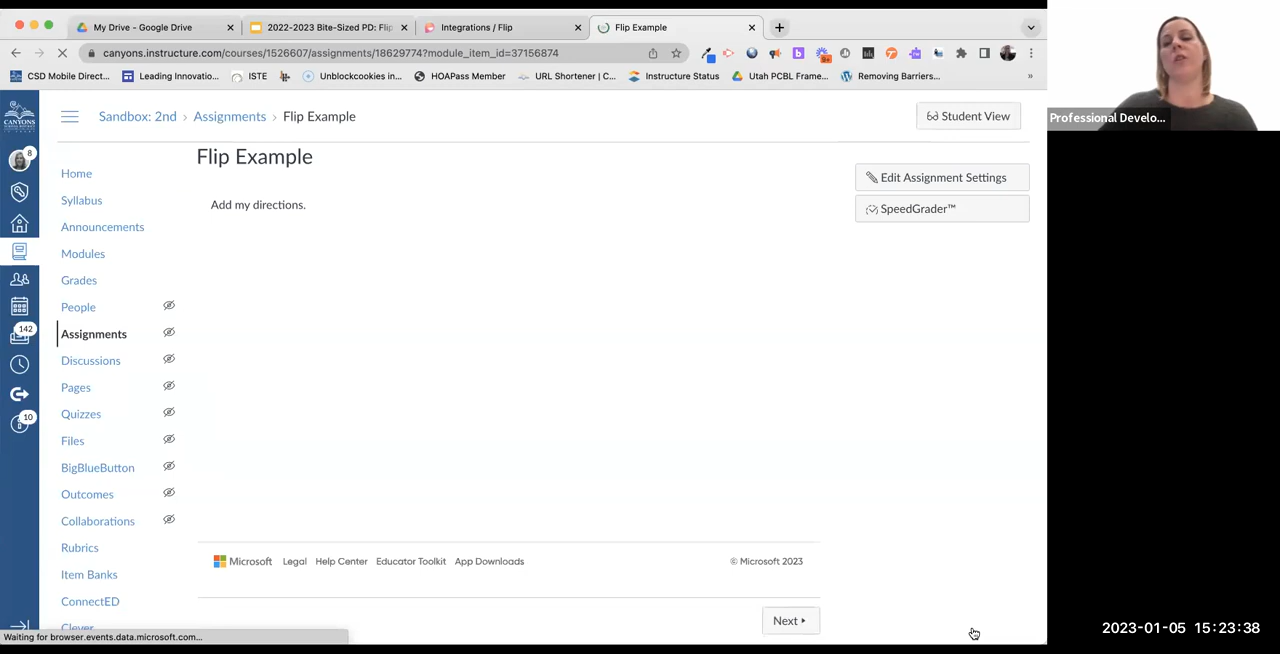 My Drive - Google Drive
2022-2023 Bite-Sized PD: Flip
Integrations / Flip
Flip Example
canyons.instructure.com/courses/1526607/assignments/18629774?module_item_id=37156874
9+
CSD Mobile Direct...
Leading Innovatio...
ISTE
Unblockcookies in...
HOAPass Member
URL Shortener | C...
Instructure Status
Utah PCBL Frame...
Removing Barriers...
»
CANYONS
Sandbox: 2nd › Assignments › Flip Example
Student View
8
142
10
Home
Syllabus
Announcements
Modules
Grades
People
Assignments
Discussions
Pages
Quizzes
Files
BigBlueButton
Outcomes
Collaborations
Rubrics
Item Banks
ConnectED
Clever
Flip Example
Add my directions.
Edit Assignment Settings
SpeedGrader™
Microsoft Legal Help Center Educator Toolkit App Downloads © Microsoft 2023
Next
Waiting for browser.events.data.microsoft.com...
Professional Develo...
2023-01-05 15:23:38